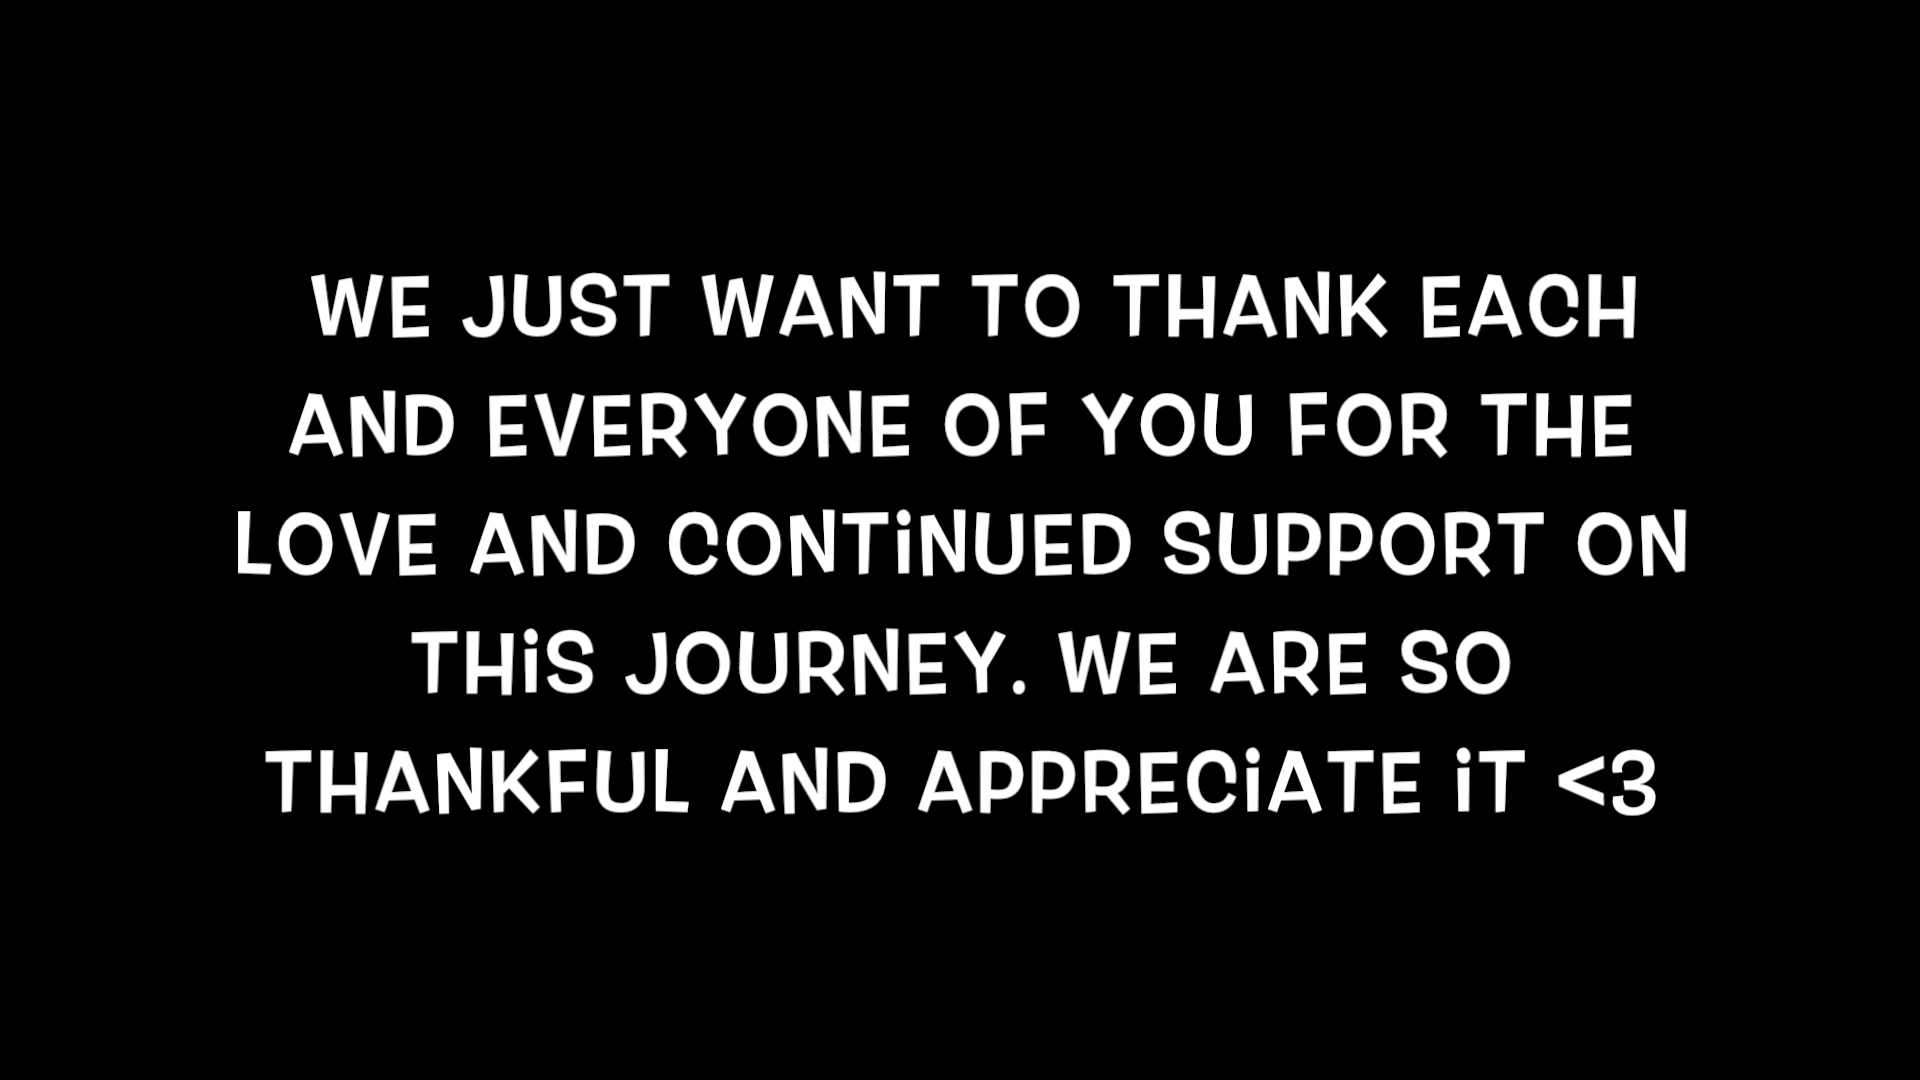 WE JUST WANT TO THANK EACH
AND EVERYONE OF YOU FOR THE
LOVE AND CONTiNUED SUPPORT ON
THiS JOURNEY. WE ARE SO
THANKFUL AND APPRECiATE iT <3